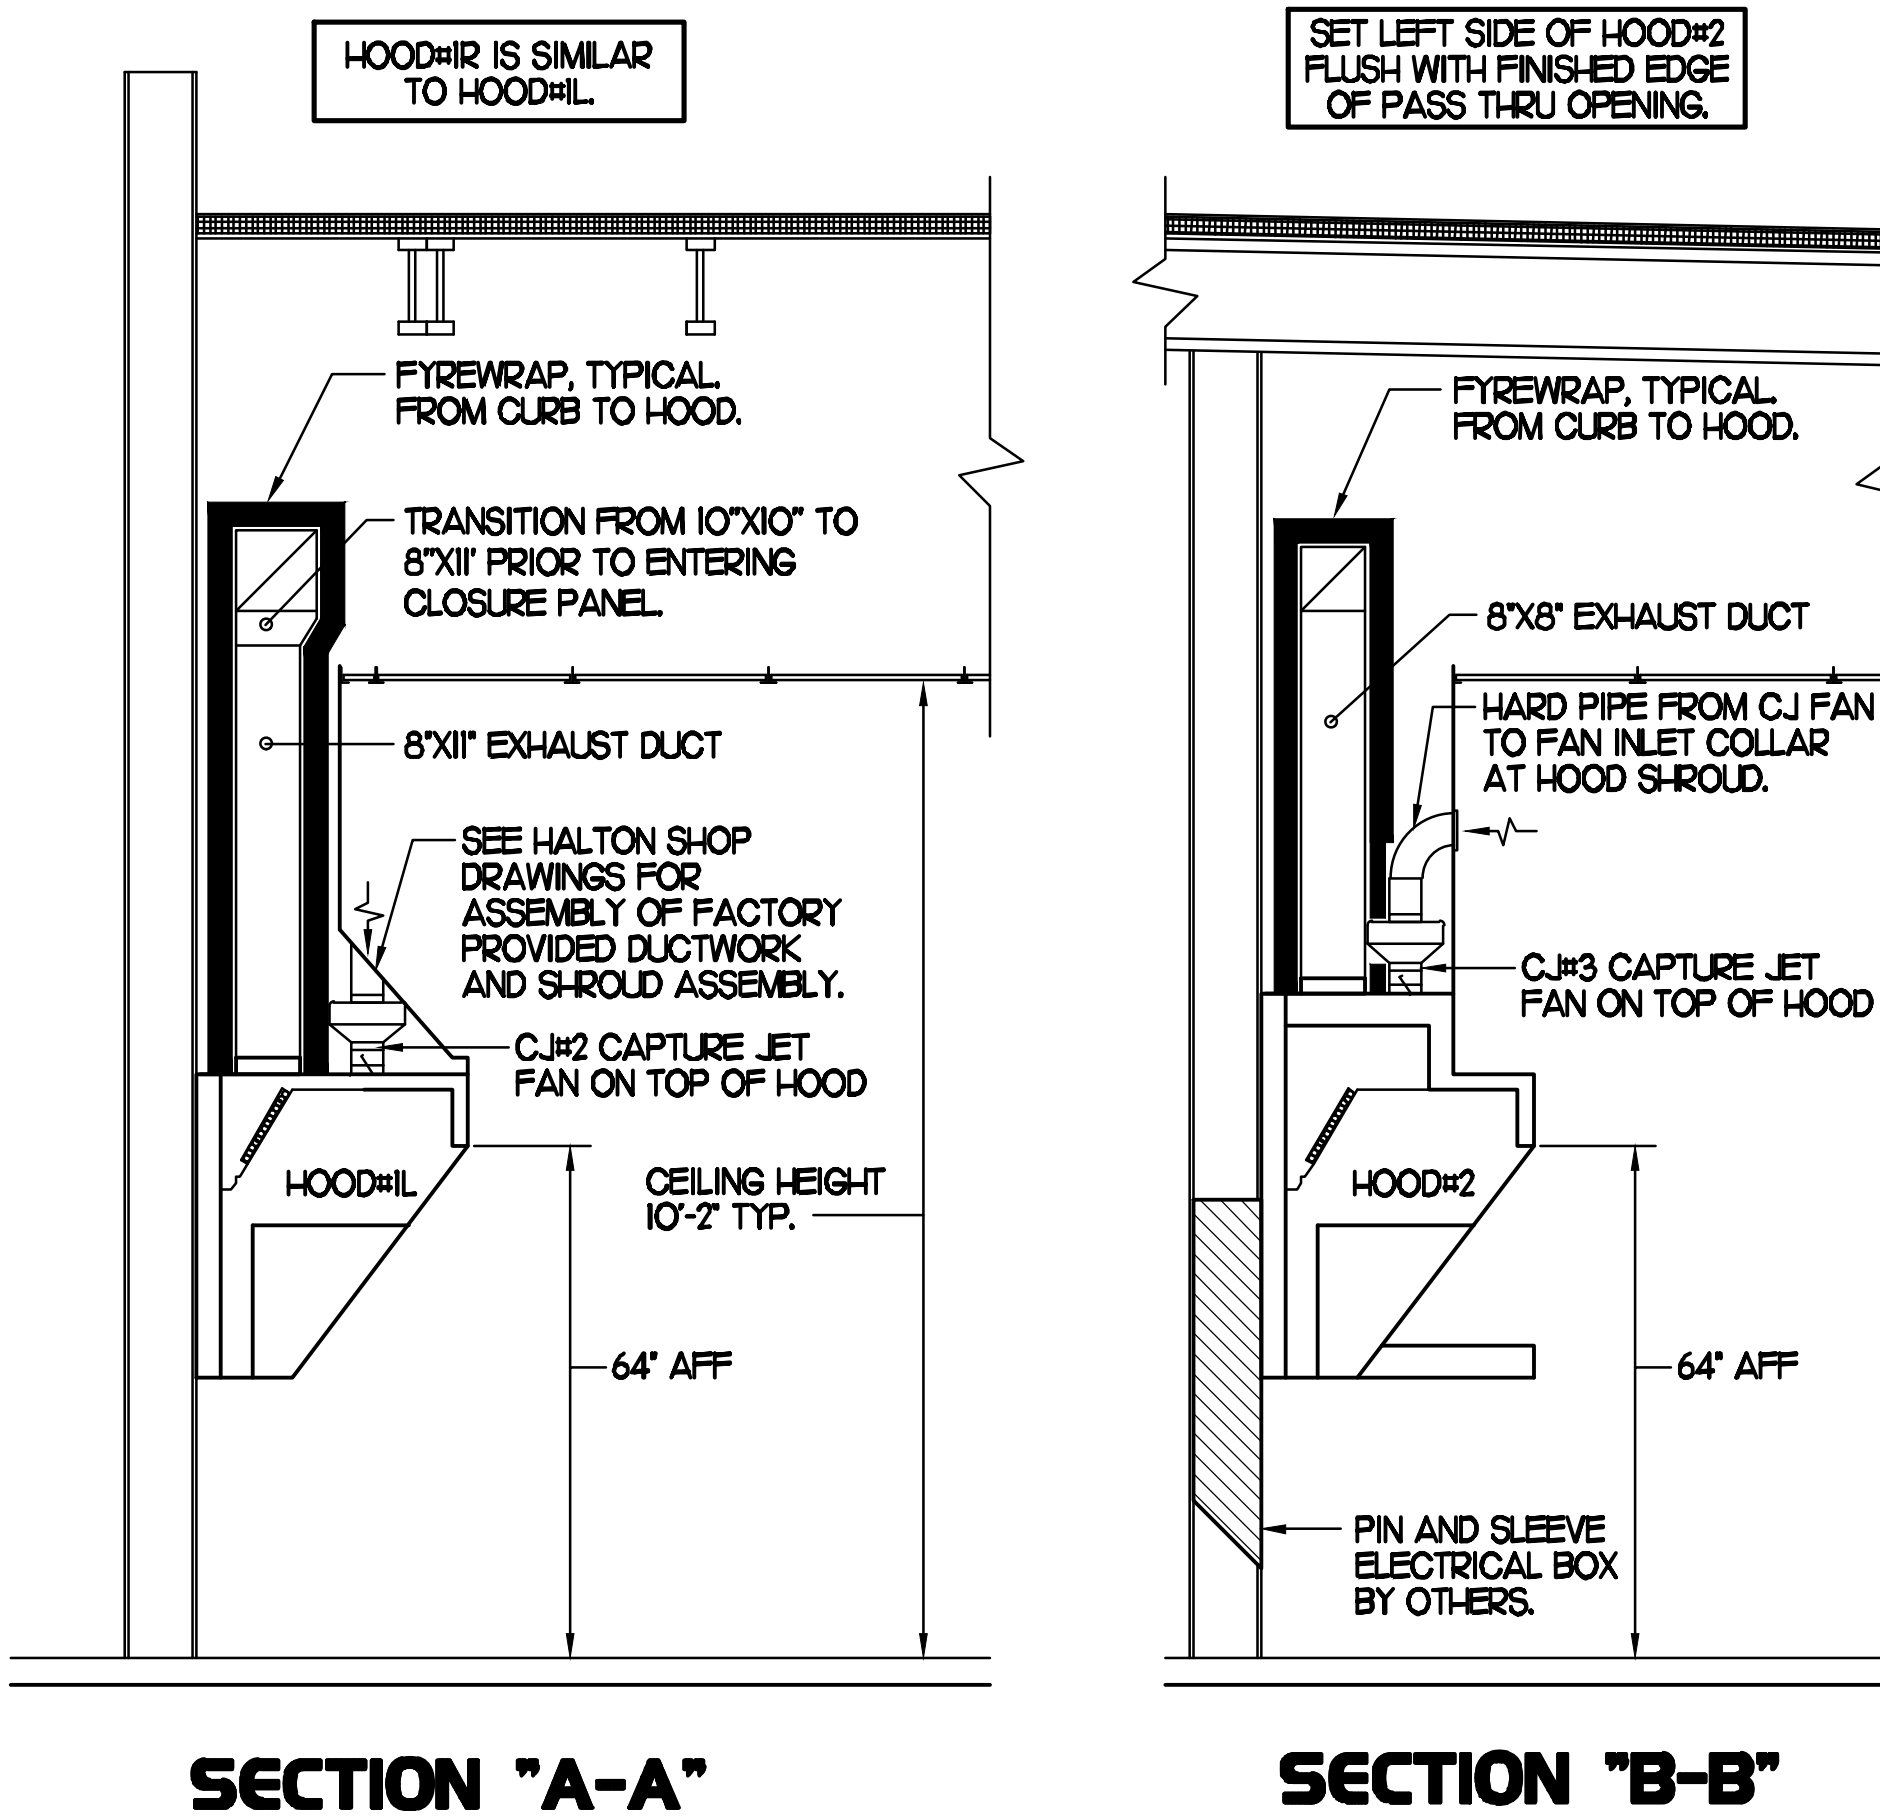 HOOD#1R IS SIMILAR
TO HOOD#1L.
FYREWRAP, TYPICAL.
FROM CURB TO HOOD.
TRANSITION FROM 10"X10" TO
8"X11' PRIOR TO ENTERING
CLOSURE PANEL.
8"X11" EXHAUST DUCT
SEE HALTON SHOP
DRAWINGS FOR
ASSEMBLY OF FACTORY
PROVIDED DUCTWORK
AND SHROUD ASSEMBLY.
CJ#2 CAPTURE JET
FAN ON TOP OF HOOD
HOOD#1L
CEILING HEIGHT
10'-2" TYP.
64" AFF
SECTION "A-A"
SET LEFT SIDE OF HOOD#2
FLUSH WITH FINISHED EDGE
OF PASS THRU OPENING.
FYREWRAP, TYPICAL.
FROM CURB TO HOOD.
8"X8" EXHAUST DUCT
HARD PIPE FROM CJ FAN
TO FAN INLET COLLAR
AT HOOD SHROUD.
CJ#3 CAPTURE JET
FAN ON TOP OF HOOD
HOOD#2
64" AFF
PIN AND SLEEVE
ELECTRICAL BOX
BY OTHERS.
SECTION "B-B"